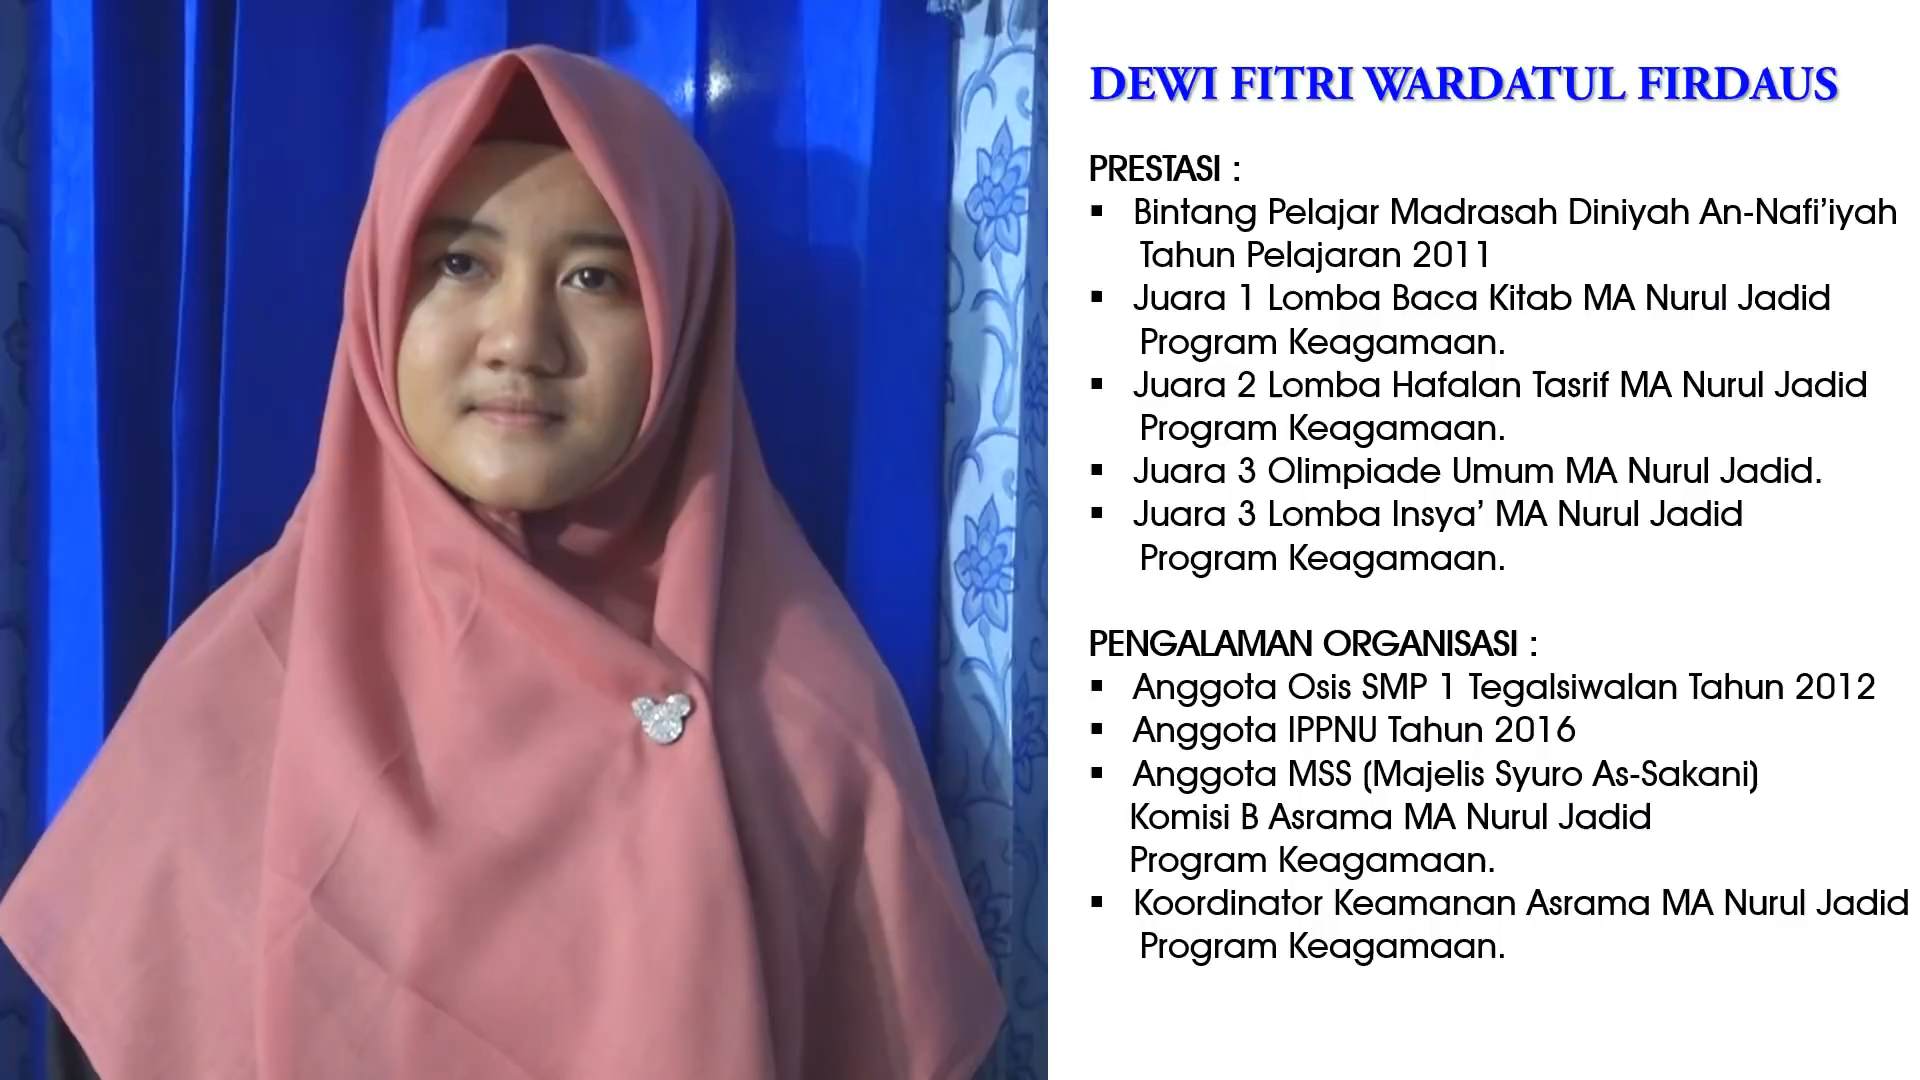 DEWI FITRI WARDATUL FIRDAUS
PRESTASI :
▪ Bintang Pelajar Madrasah Diniyah An-Nafi’iyah
Tahun Pelajaran 2011
▪ Juara 1 Lomba Baca Kitab MA Nurul Jadid
Program Keagamaan.
▪ Juara 2 Lomba Hafalan Tasrif MA Nurul Jadid
Program Keagamaan.
▪ Juara 3 Olimpiade Umum MA Nurul Jadid.
▪ Juara 3 Lomba Insya’ MA Nurul Jadid
Program Keagamaan.
PENGALAMAN ORGANISASI :
▪ Anggota Osis SMP 1 Tegalsiwalan Tahun 2012
▪ Anggota IPPNU Tahun 2016
▪ Anggota MSS (Majelis Syuro As-Sakani)
Komisi B Asrama MA Nurul Jadid
Program Keagamaan.
▪ Koordinator Keamanan Asrama MA Nurul Jadid
Program Keagamaan.